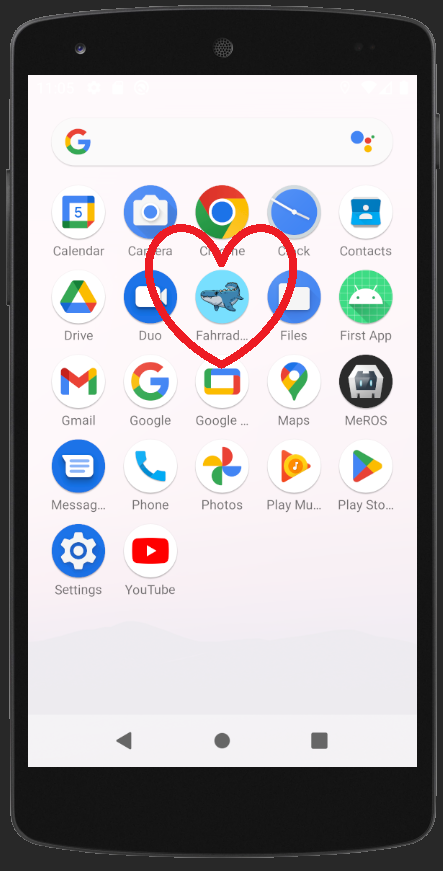 5
Calendar Camera Chrome Clock Contacts
Drive Duo Fahrrad... Files First App
Gmail Google Google ... Maps MeROS
Messag... Phone Photos Play Mu... Play Sto...
Settings YouTube